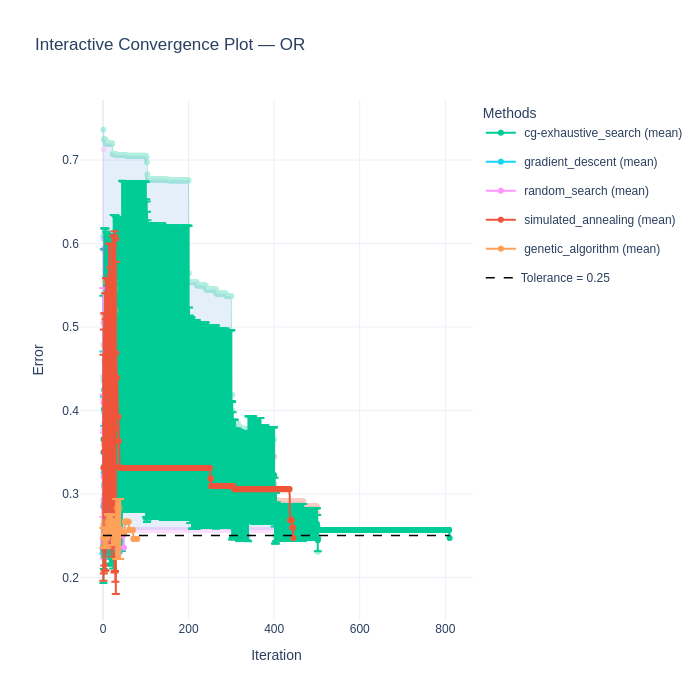 Interactive Convergence Plot — OR
Methods
cg-exhaustive_search (mean)
gradient_descent (mean)
random_search (mean)
simulated_annealing (mean)
genetic_algorithm (mean)
Tolerance = 0.25
Error
0.7
0.6
0.5
0.4
0.3
0.2
0
200
400
600
800
Iteration